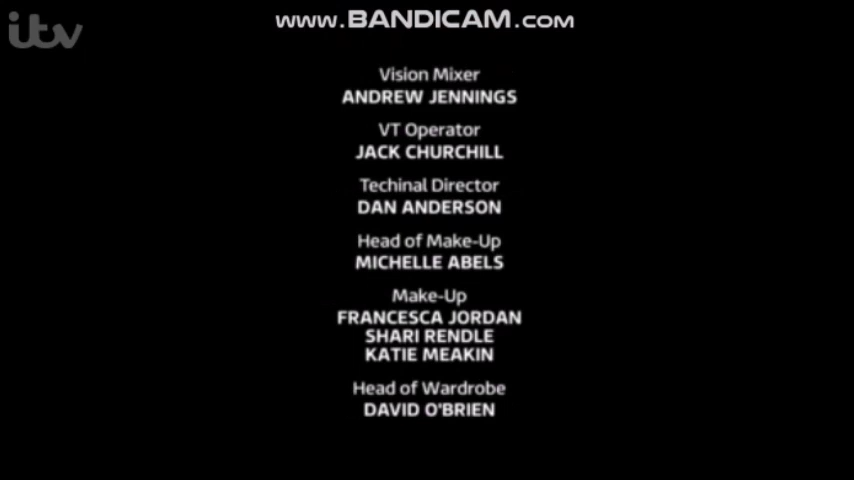 itv
www.BANDICAM.com
Vision Mixer
ANDREW JENNINGS
VT Operator
JACK CHURCHILL
Techinal Director
DAN ANDERSON
Head of Make-Up
MICHELLE ABELS
Make-Up
FRANCESCA JORDAN
SHARI RENDLE
KATIE MEAKIN
Head of Wardrobe
DAVID O'BRIEN